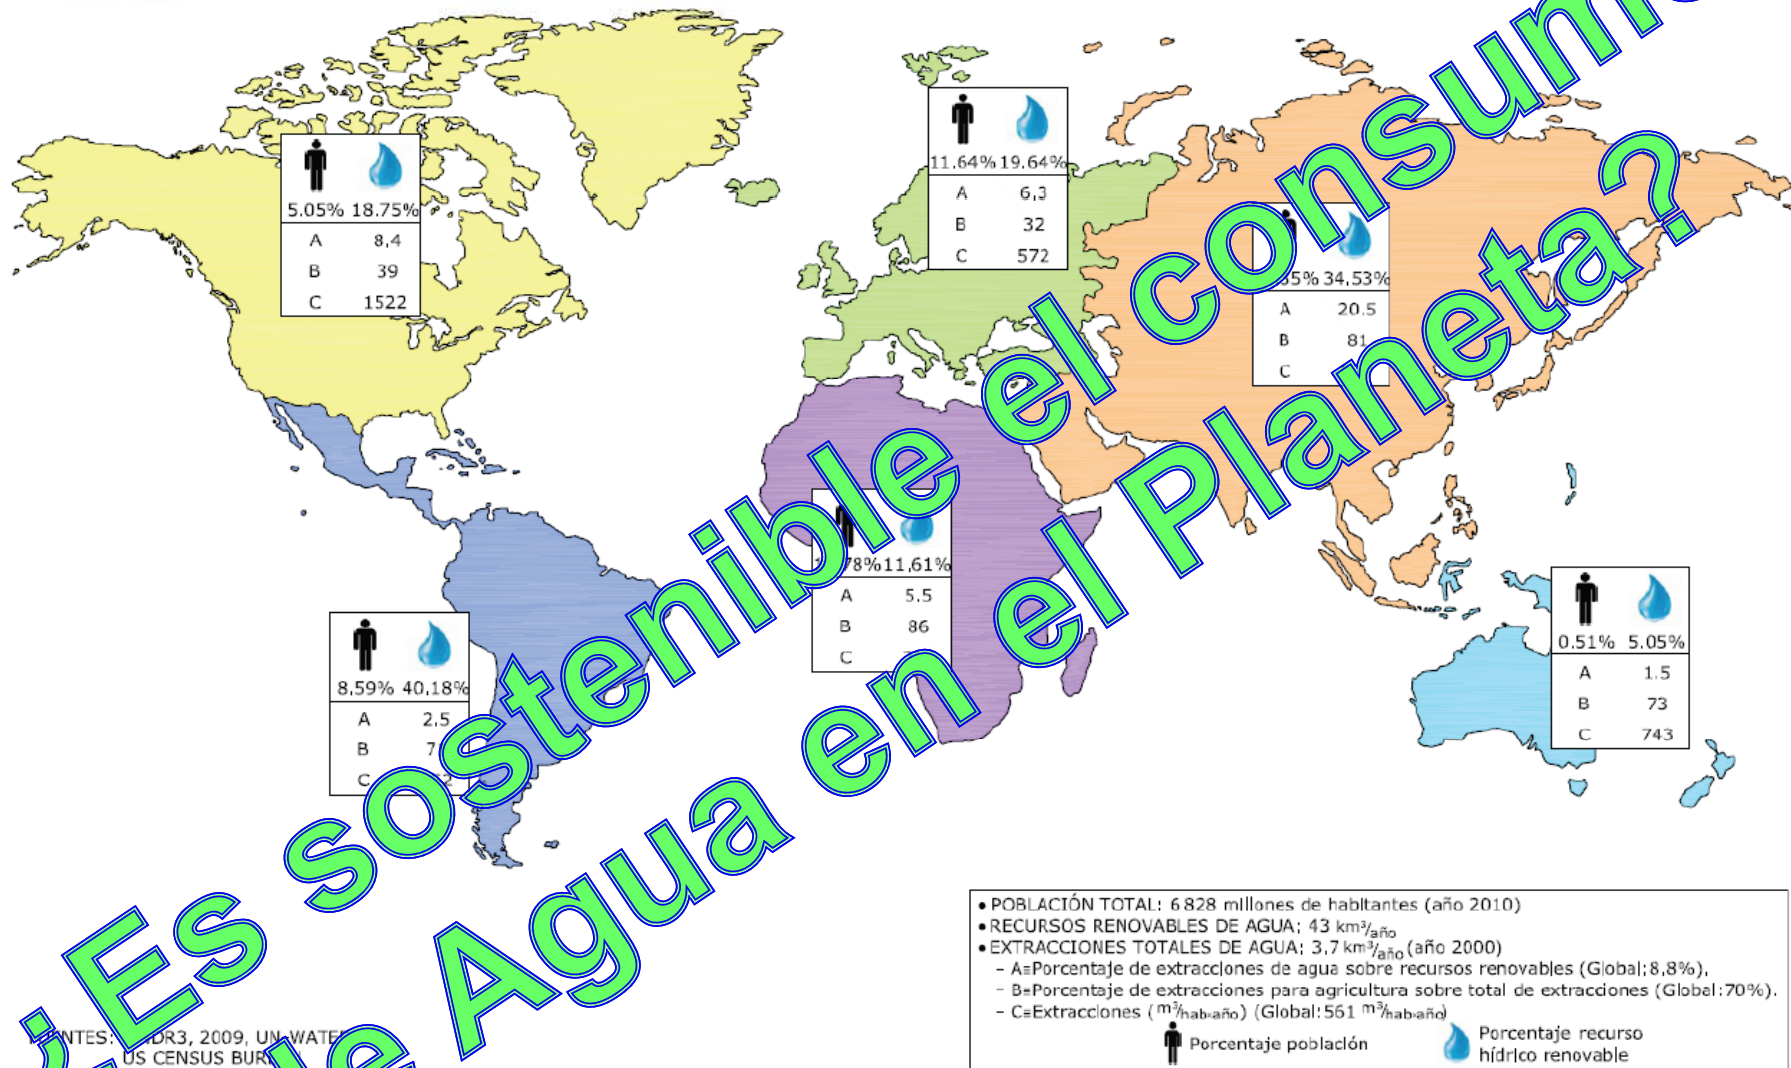 ¿Es sostenible el consumo
de Agua en el Planeta?
5.05% 18.75%
A 8,4
B 39
C 1522
11.64% 19.64%
A 6,3
B 32
C 572
34,53%
A 20.5
B 81
C
11,61%
A 5.5
B 86
C
8,59% 40,18%
A 2,5
B
C
0.51% 5.05%
A 1.5
B 73
C 743
• POBLACIÓN TOTAL: 6 828 millones de habitantes (año 2010)
• RECURSOS RENOVABLES DE AGUA: 43 km³/año
• EXTRACCIONES TOTALES DE AGUA: 3,7 km³/año (año 2000)
– A≡Porcentaje de extracciones de agua sobre recursos renovables (Global:8,8%).
– B≡Porcentaje de extracciones para agricultura sobre total de extracciones (Global:70%).
– C≡Extracciones (m³/hab·año) (Global:561 m³/hab·año)
Porcentaje población
Porcentaje recurso
hídrico renovable
2009, UN-WATER
US CENSUS